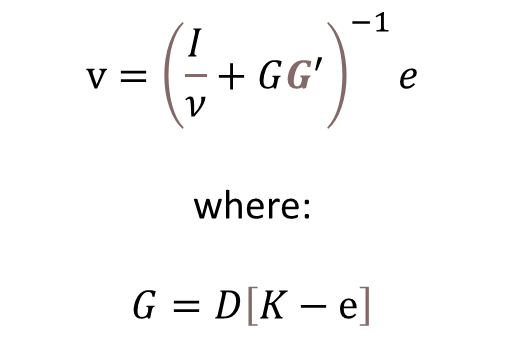 v = (I/ν + GG′)⁻¹ e
where:
G = D[K − e]